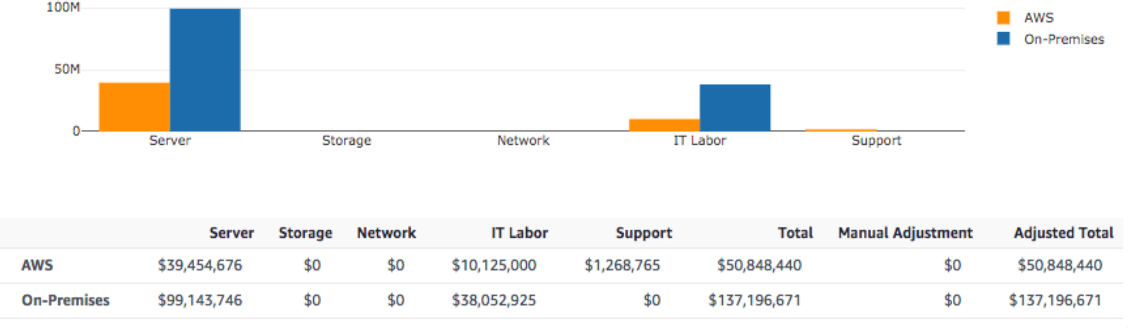 100M
AWS
On-Premises
50M
0
Server Storage Network IT Labor Support
Server Storage Network IT Labor Support Total Manual Adjustment Adjusted Total
AWS $39,454,676 $0 $0 $10,125,000 $1,268,765 $50,848,440 $0 $50,848,440
On-Premises $99,143,746 $0 $0 $38,052,925 $0 $137,196,671 $0 $137,196,671